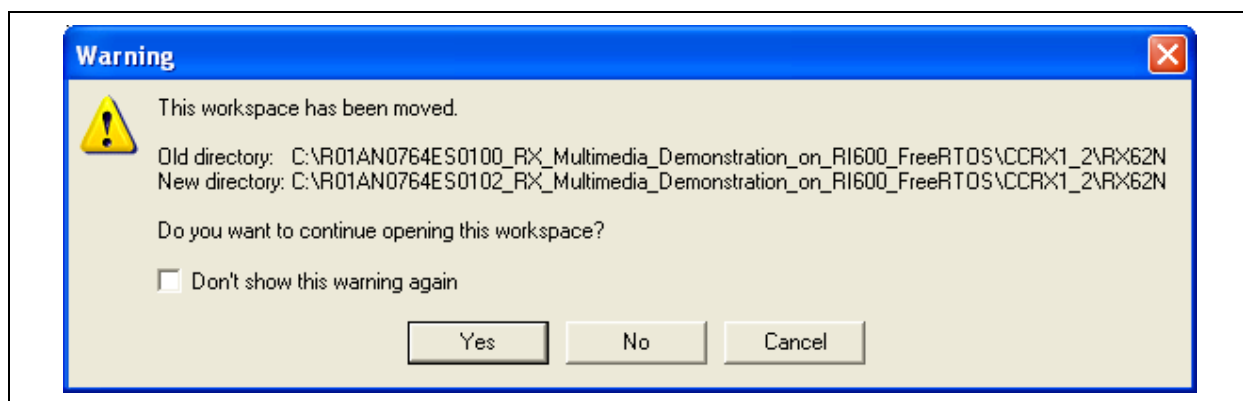 Warning
This workspace has been moved.
Old directory: C:\R01AN0764ES0100_RX_Multimedia_Demonstration_on_RI600_FreeRTOS\CCRX1_2\RX62N
New directory: C:\R01AN0764ES0102_RX_Multimedia_Demonstration_on_RI600_FreeRTOS\CCRX1_2\RX62N
Do you want to continue opening this workspace?
Don't show this warning again
Yes No Cancel